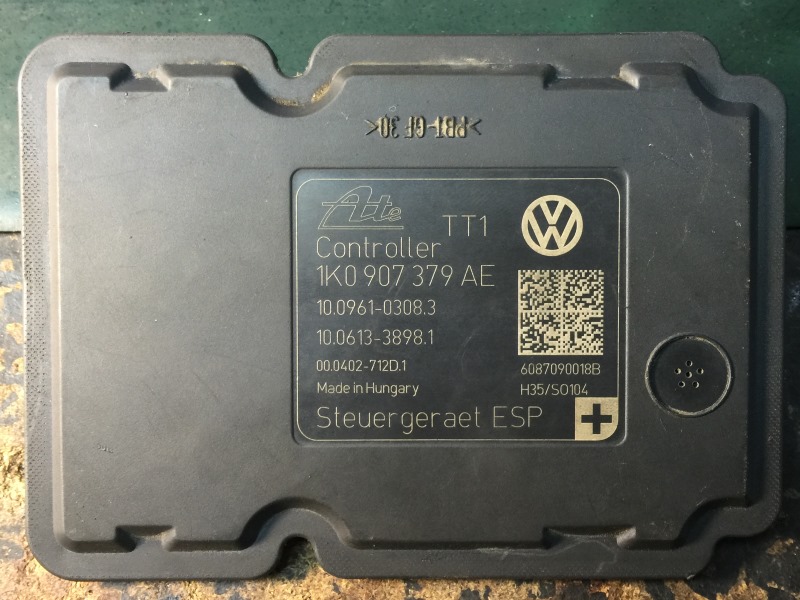 >PBT-GF 30<
Ate
TT1
Controller
1K0 907 379 AE
10.0961-0308.3
10.0613-3898.1
00.0402-712D.1
6087090018B
Made in Hungary
H35/SO104
Steuergeraet ESP +